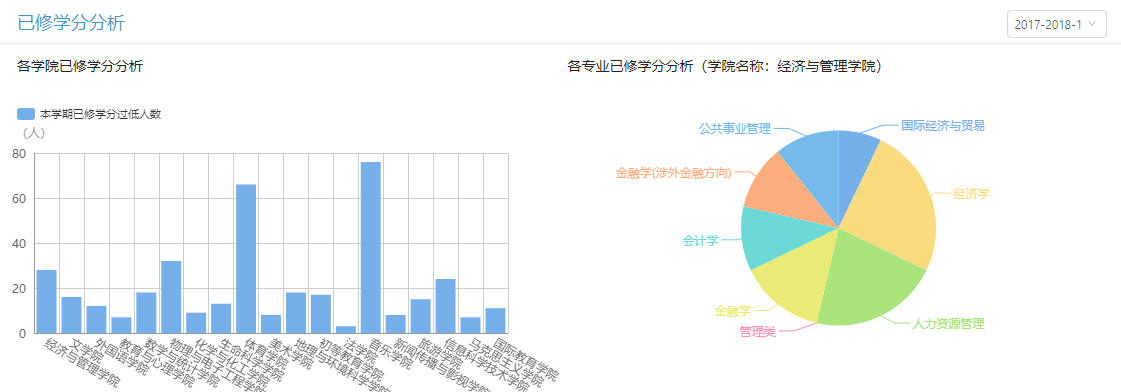 已修学分分析
2017-2018-1
各学院已修学分分析
各专业已修学分分析（学院名称：经济与管理学院）
本学期已修学分过低人数
（人）
80
60
40
20
0
经济与管理学院
文学院
外国语学院
教育与心理学院
数学与统计学院
物理与电子工程学院
化学与化工学院
生命科学学院
体育学院
美术学院
地理与环境科学学院
初等教育学院
法学院
音乐学院
新闻传播与影视学院
旅游学院
信息科学技术学院
马克思主义学院
国际教育学院
公共事业管理
国际经济与贸易
金融学(涉外金融方向)
经济学
会计学
金融学
管理类
人力资源管理